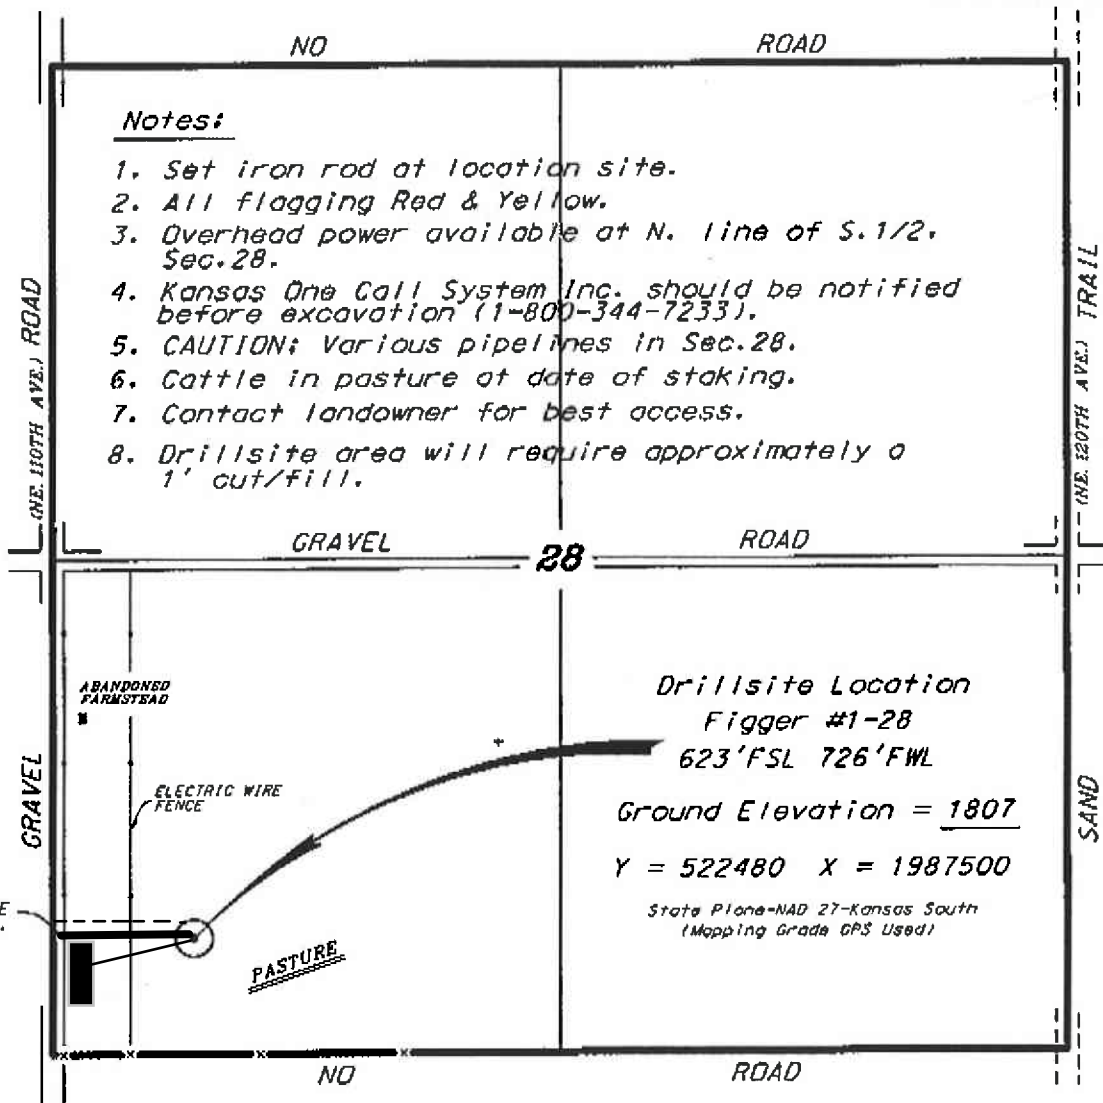 NO ROAD
Notes:
1. Set iron rod at location site.
2. All flagging Red & Yellow.
3. Overhead power available at N. line of S.1/2,
Sec.28.
4. Kansas One Call System Inc. should be notified
before excavation (1-800-344-7233).
5. CAUTION: Various pipelines in Sec.28.
6. Cattle in pasture at date of staking.
7. Contact landowner for best access.
8. Drillsite area will require approximately a
1' cut/fill.
(NE. 110TH AVE.) ROAD
(NE. 120TH AVE.) TRAIL
GRAVEL ROAD
28
ABANDONED
FARMSTEAD
Drillsite Location
Figger #1-28
623'FSL 726'FWL
ELECTRIC WIRE
FENCE
GRAVEL
SAND
Ground Elevation = 1807
Y = 522480 X = 1987500
State Plane-NAD 27-Kansas South
(Mapping Grade GPS Used)
E
PASTURE
NO ROAD